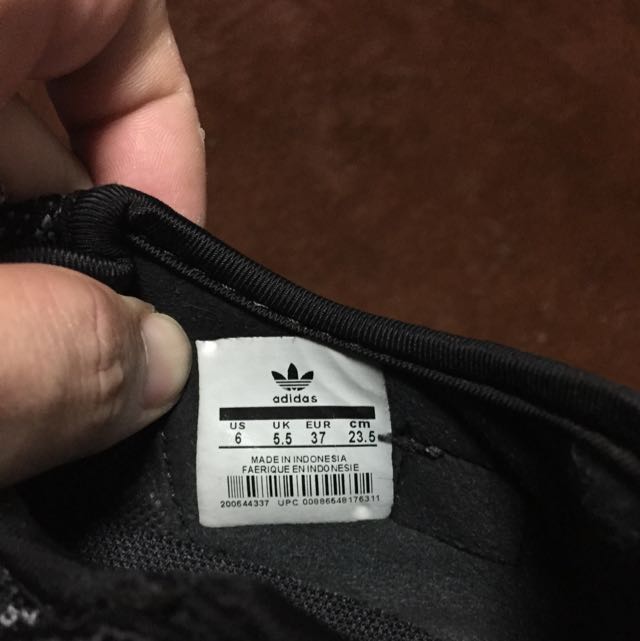 adidas
US UK EUR cm
6 5.5 37 23.5
MADE IN INDONESIA
FAERIQUE EN INDONESIE
200644337 UPC 00886548176311